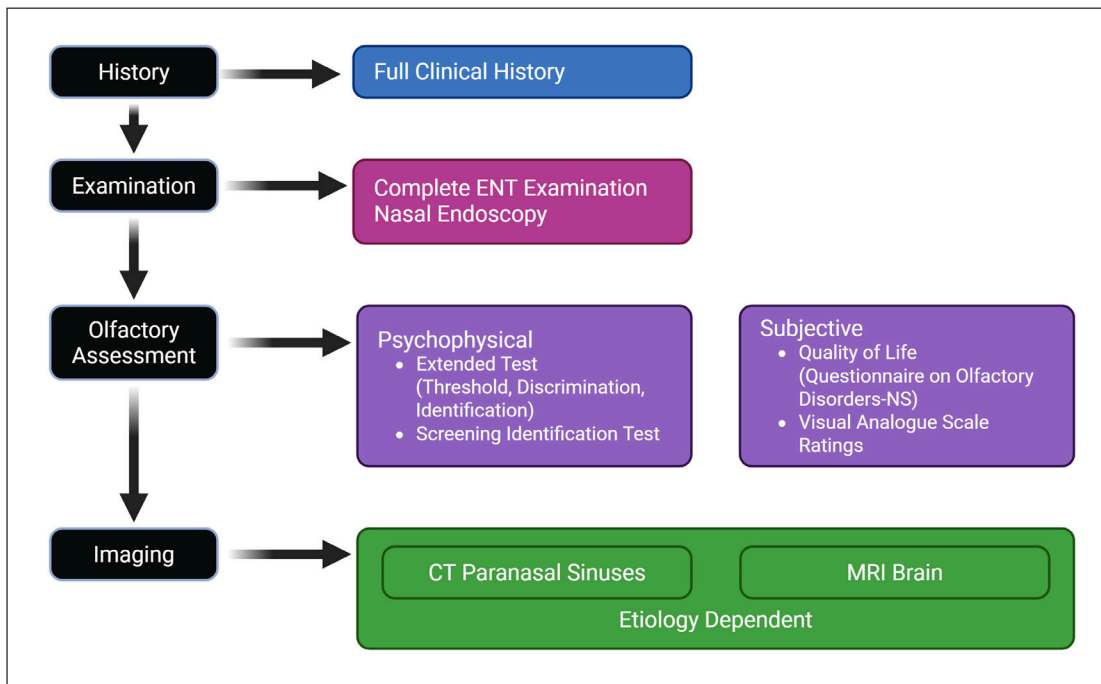 History
Full Clinical History
Examination
Complete ENT Examination
Nasal Endoscopy
Olfactory
Assessment
Psychophysical
• Extended Test
(Threshold, Discrimination,
Identification)
• Screening Identification Test
Subjective
• Quality of Life
(Questionnaire on Olfactory
Disorders-NS)
• Visual Analogue Scale
Ratings
Imaging
CT Paranasal Sinuses
MRI Brain
Etiology Dependent